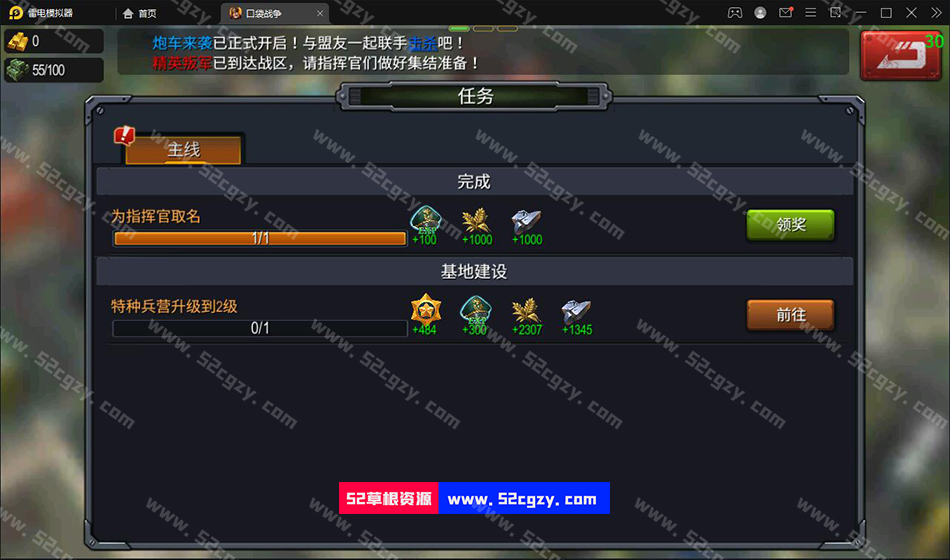 雷电模拟器
首页
口袋战争
0
55/100
炮车来袭已正式开启！与盟友一起联手击杀吧！
精英叛军已到达战区，请指挥官们做好集结准备！
30
任务
主线
完成
为指挥官取名
1/1
EXP
+100
+1000
+1000
领奖
基地建设
特种兵营升级到2级
0/1
+484
EXP
+300
+2307
+1345
前往
52草根资源
www.52cgzy.com
www.52cgzy.com